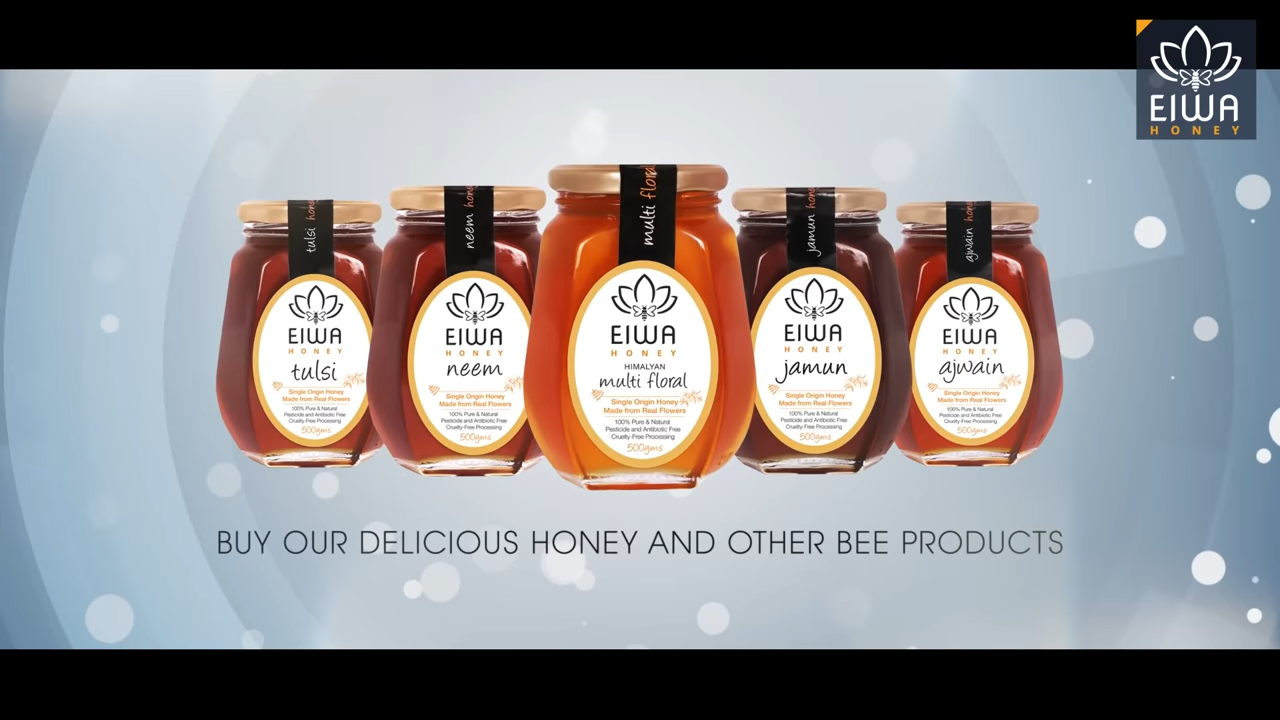 EIWA
HONEY
tulsi hone
neem hone
multi floral
jamun hone
ajwain hone
EIWA
HONEY
tulsi
Single Origin Honey
Made from Real Flowers
100% Pure & Natural
Pesticide and Antibiotic Free
Cruelty-Free Processing
500gms
EIWA
HONEY
neem
Single Origin Honey
Made from Real Flowers
100% Pure & Natural
Pesticide and Antibiotic Free
Cruelty-Free Processing
500gms
EIWA
HONEY
HIMALYAN
multi floral
Single Origin Honey
Made from Real Flowers
100% Pure & Natural
Pesticide and Antibiotic Free
Cruelty-Free Processing
500gms
EIWA
HONEY
jamun
Single Origin Honey
Made from Real Flowers
100% Pure & Natural
Pesticide and Antibiotic Free
Cruelty-Free Processing
500gms
EIWA
HONEY
ajwain
Single Origin Honey
Made from Real Flowers
100% Pure & Natural
Pesticide and Antibiotic Free
Cruelty-Free Processing
500gms
BUY OUR DELICIOUS HONEY AND OTHER BEE PRODUCTS